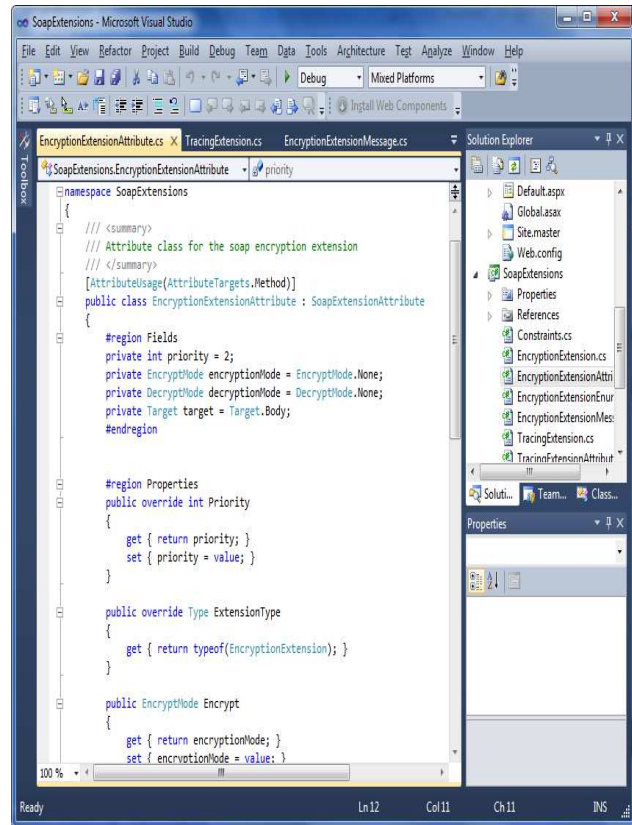 SoapExtensions - Microsoft Visual Studio
File Edit View Refactor Project Build Debug Team Data Tools Architecture Test Analyze Window Help
Debug Mixed Platforms
Install Web Components
Toolbox
EncryptionExtensionAttribute.cs X TracingExtension.cs EncryptionExtensionMessage.cs
SoapExtensions.EncryptionExtensionAttribute priority
namespace SoapExtensions
{
/// <summary>
/// Attribute class for the soap encryption extension
/// </summary>
[AttributeUsage(AttributeTargets.Method)]
public class EncryptionExtensionAttribute : SoapExtensionAttribute
{
#region Fields
private int priority = 2;
private EncryptMode encryptionMode = EncryptMode.None;
private DecryptMode decryptionMode = DecryptMode.None;
private Target target = Target.Body;
#endregion
#region Properties
public override int Priority
{
get { return priority; }
set { priority = value; }
}
public override Type ExtensionType
{
get { return typeof(EncryptionExtension); }
}
public EncryptMode Encrypt
{
get { return encryptionMode; }
set { encryptionMode = value; }
100 %
Solution Explorer
Default.aspx
Global.asax
Site.master
Web.config
SoapExtensions
Properties
References
Constraints.cs
EncryptionExtension.cs
EncryptionExtensionAttri
EncryptionExtensionEnur
EncryptionExtensionMes
TracingExtension.cs
TracingExtensionAttribut
Soluti... Team... Class...
Properties
Ready Ln 12 Col 11 Ch 11 INS